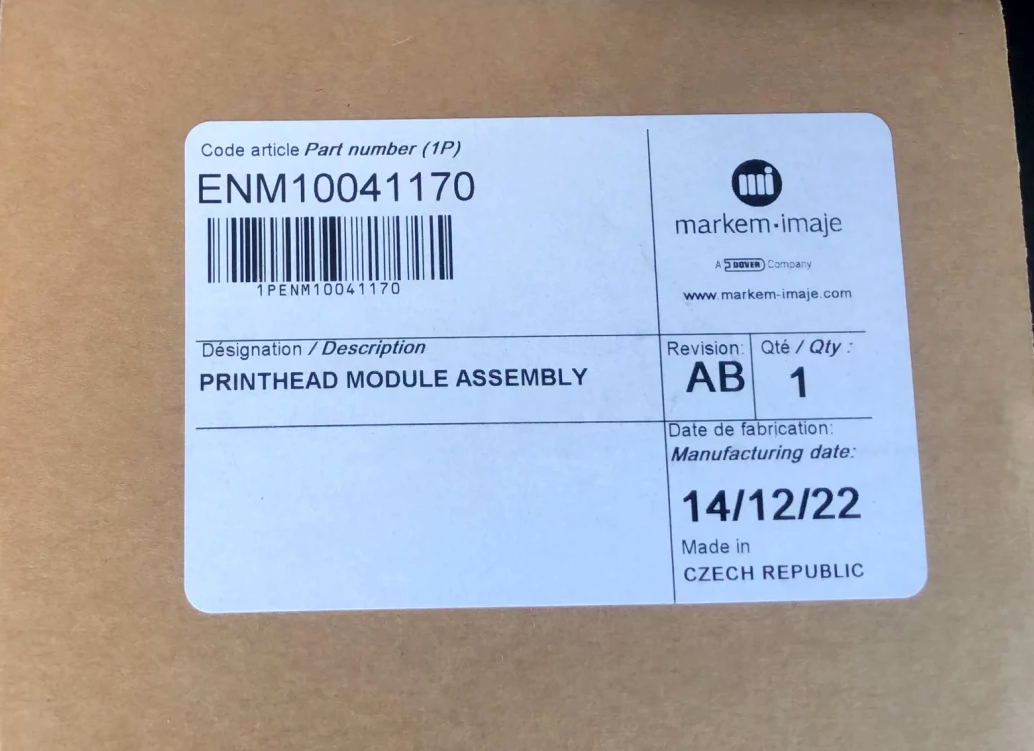 Code article Part number (1P)
ENM10041170
1PENM10041170
mi
markem·imaje
A DOVER Company
www.markem-imaje.com
Désignation / Description
PRINTHEAD MODULE ASSEMBLY
Revision:
AB
Qté / Qty :
1
Date de fabrication:
Manufacturing date:
14/12/22
Made in
CZECH REPUBLIC